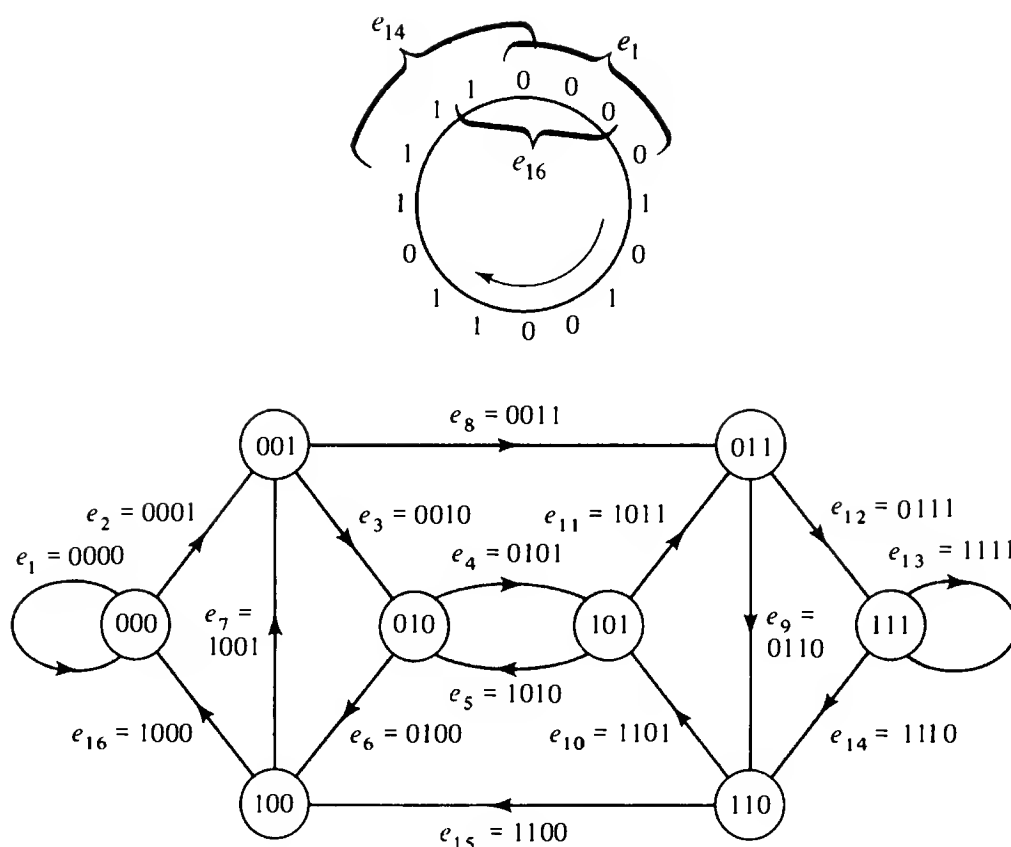 e14
e1
1 0 0
1 0
e16
1 0
1 1
0 0
1 1
1 0 0
e8 = 0011
001 011
e2 = 0001 e3 = 0010 e11 = 1011 e12 = 0111
e1 = 0000 e4 = 0101 e13 = 1111
000 e7 = 1001 010 101 e9 = 0110 111
e5 = 1010
e16 = 1000 e6 = 0100 e10 = 1101 e14 = 1110
100 110
e15 = 1100